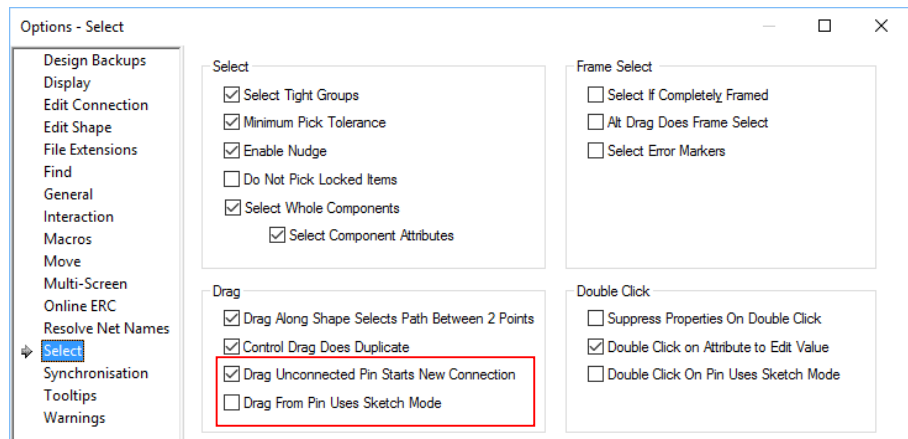 Options - Select
Design Backups
Display
Edit Connection
Edit Shape
File Extensions
Find
General
Interaction
Macros
Move
Multi-Screen
Online ERC
Resolve Net Names
Select
Synchronisation
Tooltips
Warnings
Select
Select Tight Groups
Minimum Pick Tolerance
Enable Nudge
Do Not Pick Locked Items
Select Whole Components
Select Component Attributes
Frame Select
Select If Completely Framed
Alt Drag Does Frame Select
Select Error Markers
Drag
Drag Along Shape Selects Path Between 2 Points
Control Drag Does Duplicate
Drag Unconnected Pin Starts New Connection
Drag From Pin Uses Sketch Mode
Double Click
Suppress Properties On Double Click
Double Click on Attribute to Edit Value
Double Click On Pin Uses Sketch Mode